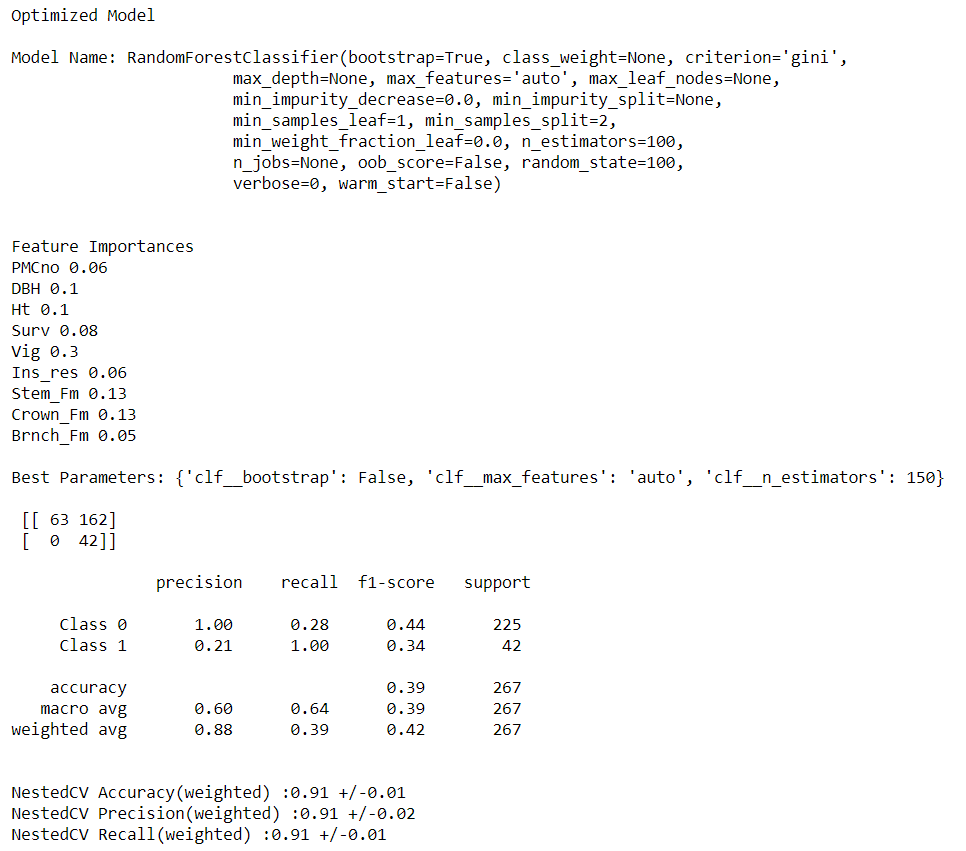 Optimized Model
Model Name: RandomForestClassifier(bootstrap=True, class_weight=None, criterion='gini',
max_depth=None, max_features='auto', max_leaf_nodes=None,
min_impurity_decrease=0.0, min_impurity_split=None,
min_samples_leaf=1, min_samples_split=2,
min_weight_fraction_leaf=0.0, n_estimators=100,
n_jobs=None, oob_score=False, random_state=100,
verbose=0, warm_start=False)
Feature Importances
PMCno 0.06
DBH 0.1
Ht 0.1
Surv 0.08
Vig 0.3
Ins_res 0.06
Stem_Fm 0.13
Crown_Fm 0.13
Brnch_Fm 0.05
Best Parameters: {'clf__bootstrap': False, 'clf__max_features': 'auto', 'clf__n_estimators': 150}
[[ 63 162]
[ 0 42]]
precision recall f1-score support
Class 0 1.00 0.28 0.44 225
Class 1 0.21 1.00 0.34 42
accuracy 0.39 267
macro avg 0.60 0.64 0.39 267
weighted avg 0.88 0.39 0.42 267
NestedCV Accuracy(weighted) :0.91 +/-0.01
NestedCV Precision(weighted) :0.91 +/-0.02
NestedCV Recall(weighted) :0.91 +/-0.01